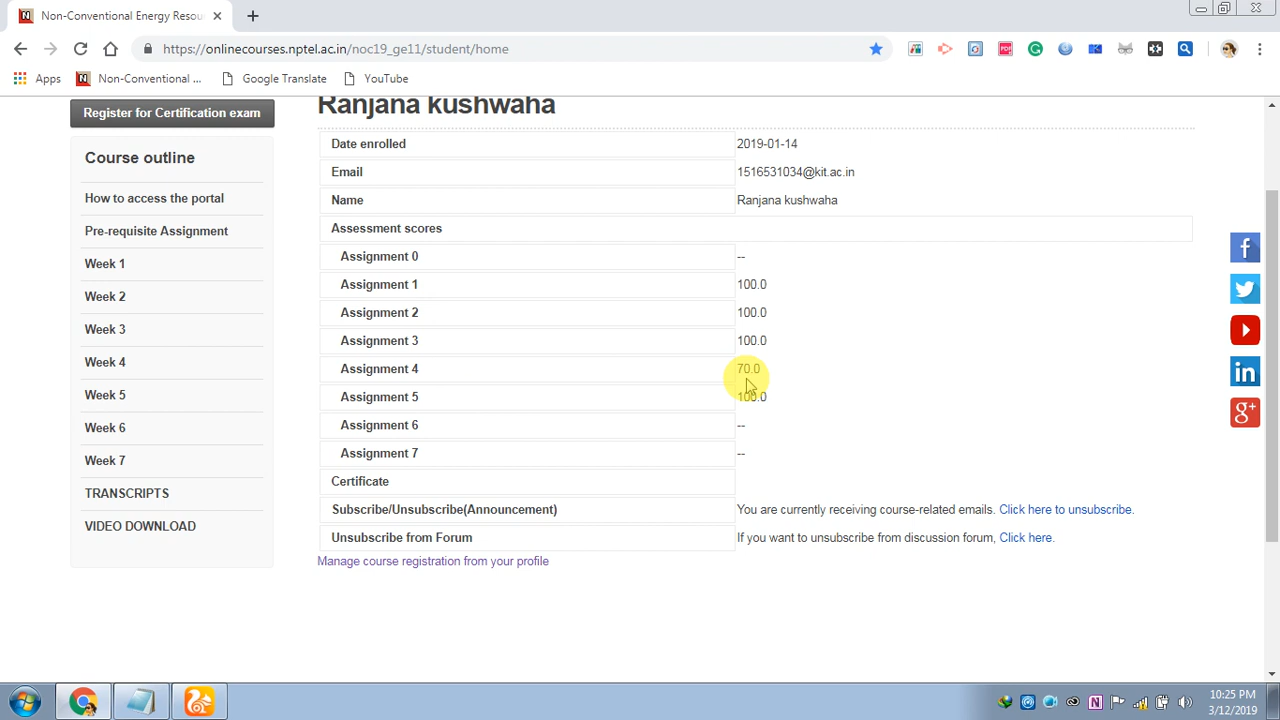 Non-Conventional Energy Resou
https://onlinecourses.nptel.ac.in/noc19_ge11/student/home
Apps Non-Conventional ... Google Translate YouTube
Register for Certification exam
Course outline
How to access the portal
Pre-requisite Assignment
Week 1
Week 2
Week 3
Week 4
Week 5
Week 6
Week 7
TRANSCRIPTS
VIDEO DOWNLOAD
Ranjana kushwaha
Date enrolled 2019-01-14
Email 1516531034@kit.ac.in
Name Ranjana kushwaha
Assessment scores
Assignment 0 --
Assignment 1 100.0
Assignment 2 100.0
Assignment 3 100.0
Assignment 4 70.0
Assignment 5 100.0
Assignment 6 --
Assignment 7 --
Certificate
Subscribe/Unsubscribe(Announcement) You are currently receiving course-related emails. Click here to unsubscribe.
Unsubscribe from Forum If you want to unsubscribe from discussion forum, Click here.
Manage course registration from your profile
10:25 PM
3/12/2019